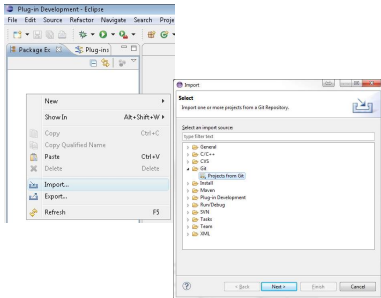 Plug-in Development - Eclipse
File Edit Source Refactor Navigate Search Proje
Package Ex Plug-in
New
Show In Alt+Shift+W
Copy Ctrl+C
Copy Qualified Name
Paste Ctrl+V
Delete Delete
Import...
Export...
Refresh F5
Import
Select
Import one or more projects from a Git Repository.
Select an import source:
type filter text
General
C/C++
CVS
Git
Projects from Git
Install
Maven
Plug-in Development
Run/Debug
SVN
Tasks
Team
XML
< Back Next > Finish Cancel